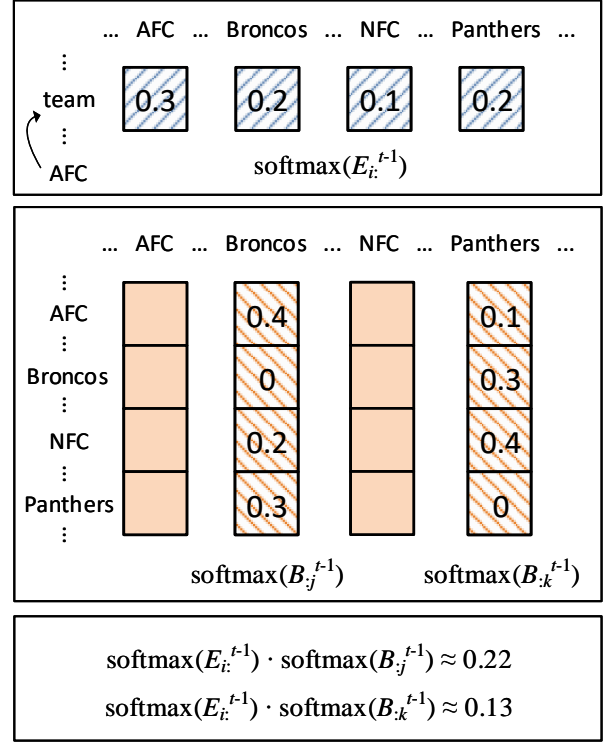 ... AFC ... Broncos ... NFC ... Panthers ...
⋮
team 0.3 0.2 0.1 0.2
⋮
AFC
softmax(E_{i:}^{t-1})
... AFC ... Broncos ... NFC ... Panthers ...
⋮
AFC 0.4 0.1
⋮
Broncos 0 0.3
⋮
NFC 0.2 0.4
⋮
Panthers 0.3 0
⋮
softmax(B_{:j}^{t-1}) softmax(B_{:k}^{t-1})
softmax(E_{i:}^{t-1}) · softmax(B_{:j}^{t-1}) ≈ 0.22
softmax(E_{i:}^{t-1}) · softmax(B_{:k}^{t-1}) ≈ 0.13